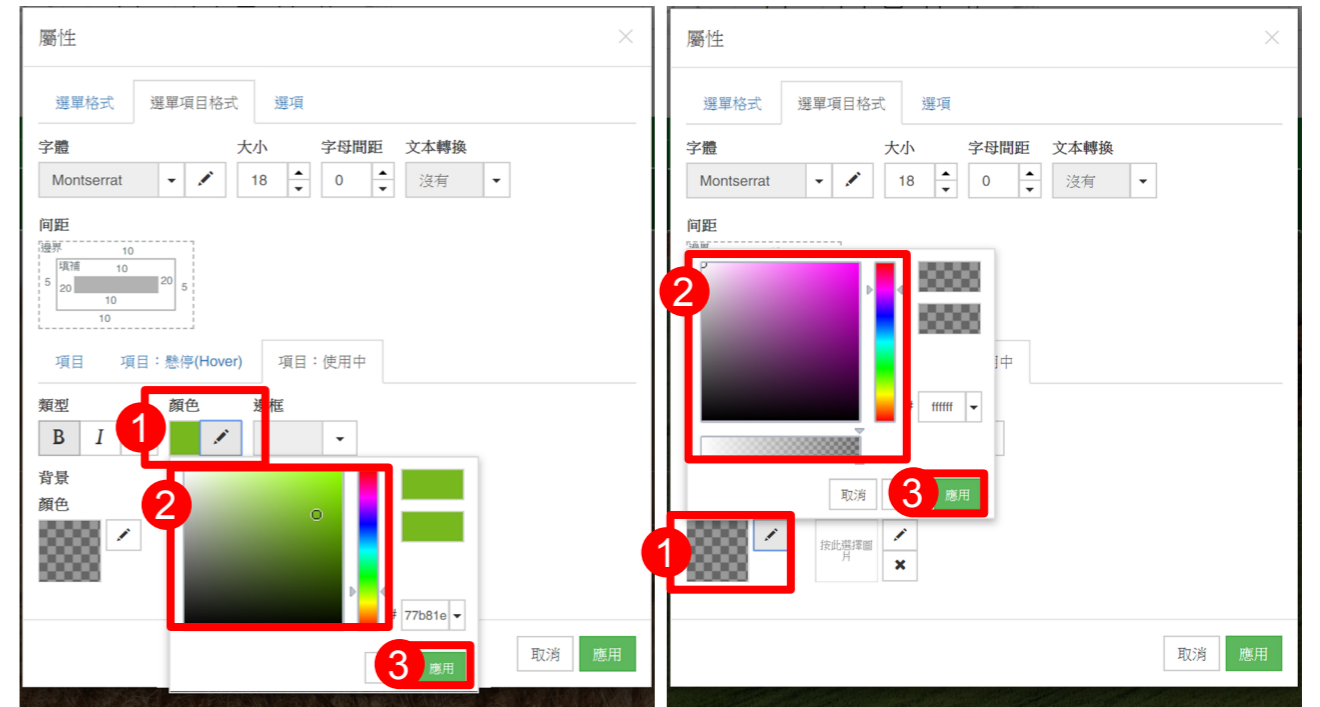 屬性
選單格式 選單項目格式 選項
字體 大小 字母間距 文本轉換
Montserrat 18 0 沒有
间距
邊界 10
填補 10
5 20 20 5
10
10
項目 項目：懸停(Hover) 項目：使用中
類型 顏色 邊框
1
B I
背景
顏色
2
# 77b81e
3 應用
取消 應用
屬性
選單格式 選單項目格式 選項
字體 大小 字母間距 文本轉換
Montserrat 18 0 沒有
间距
2
中
# ffffff
取消 3 應用
1
按此選擇圖
片
取消 應用